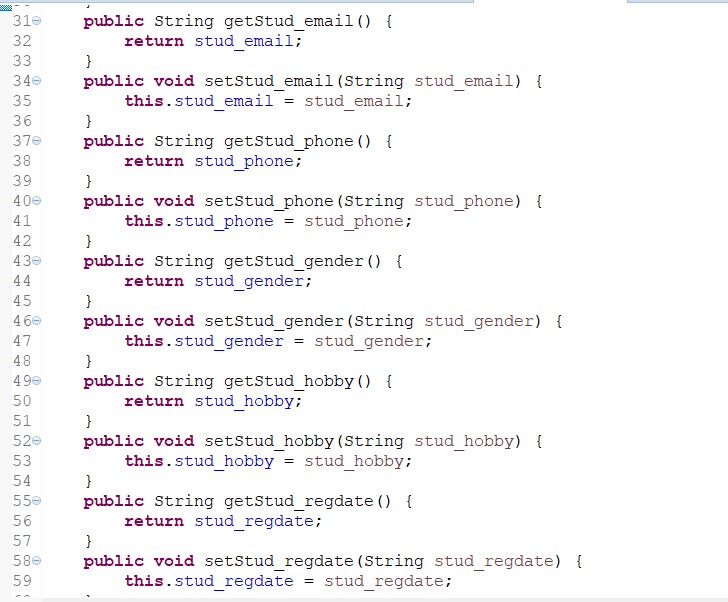 31 public String getStud_email() {
32 return stud_email;
33 }
34 public void setStud_email(String stud_email) {
35 this.stud_email = stud_email;
36 }
37 public String getStud_phone() {
38 return stud_phone;
39 }
40 public void setStud_phone(String stud_phone) {
41 this.stud_phone = stud_phone;
42 }
43 public String getStud_gender() {
44 return stud_gender;
45 }
46 public void setStud_gender(String stud_gender) {
47 this.stud_gender = stud_gender;
48 }
49 public String getStud_hobby() {
50 return stud_hobby;
51 }
52 public void setStud_hobby(String stud_hobby) {
53 this.stud_hobby = stud_hobby;
54 }
55 public String getStud_regdate() {
56 return stud_regdate;
57 }
58 public void setStud_regdate(String stud_regdate) {
59 this.stud_regdate = stud_regdate;